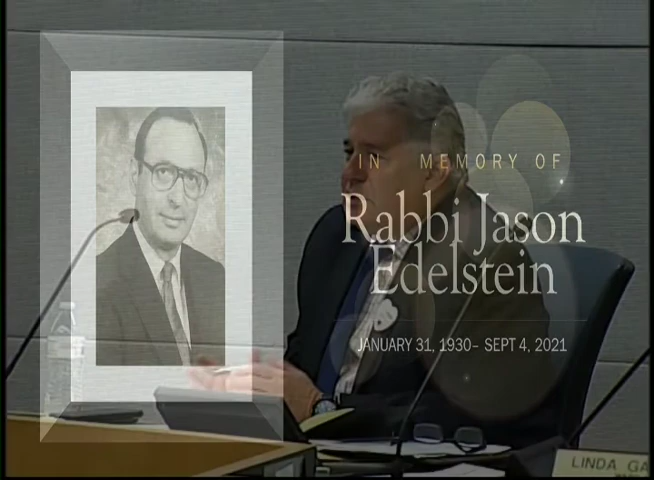 IN MEMORY OF
Rabbi Jason
Edelstein
JANUARY 31, 1930– SEPT 4, 2021
LINDA GA